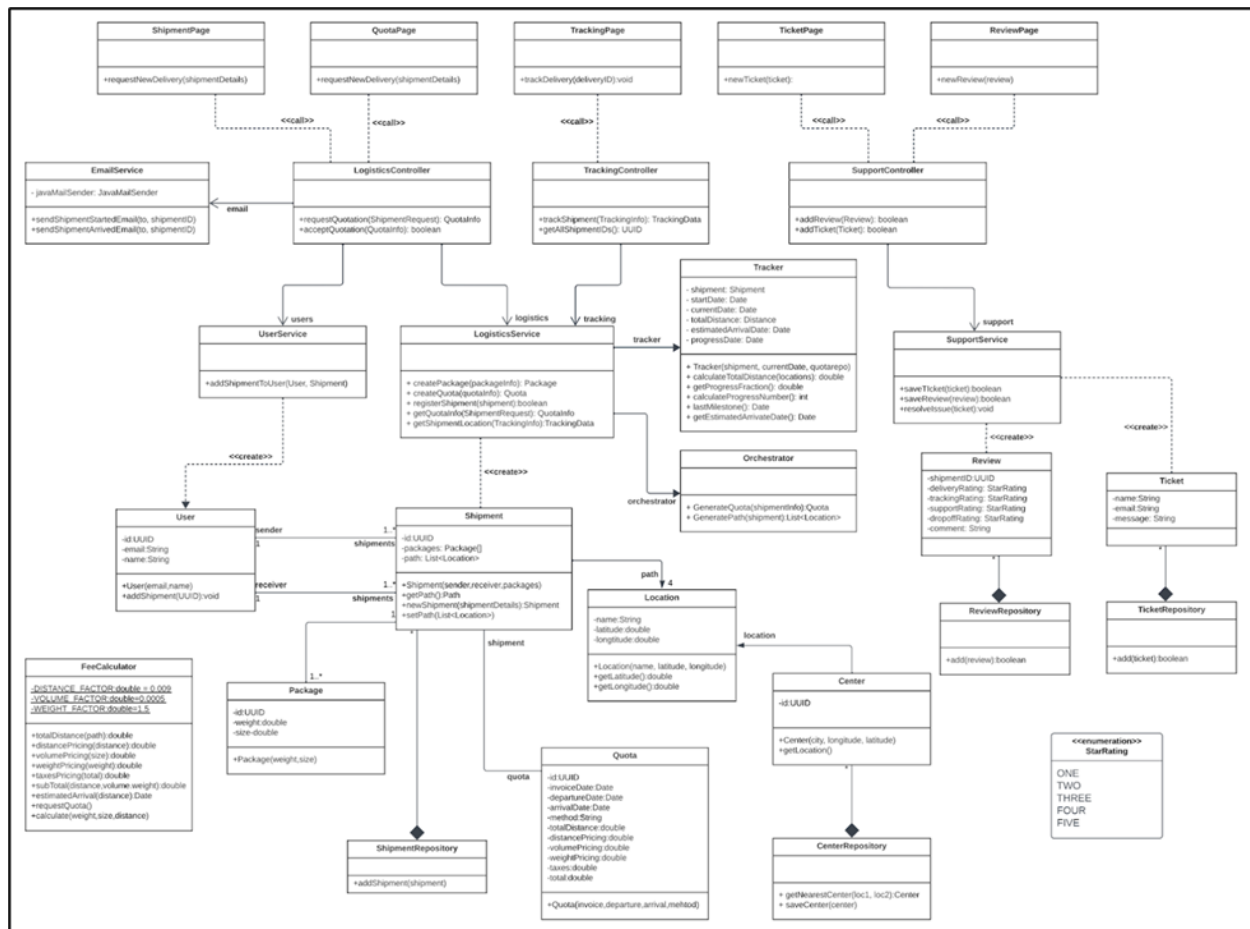 ShipmentPage
+requestNewDelivery(shipmentDetails)
QuotaPage
+requestNewDelivery(shipmentDetails)
TrackingPage
+trackDelivery(deliveryID):void
TicketPage
+newTicket(ticket):
ReviewPage
+newReview(review)
<<call>>
<<call>>
<<call>>
<<call>>
<<call>>
EmailService
- javaMailSender: JavaMailSender
+sendShipmentStartedEmail(to, shipmentID)
+sendShipmentArrivedEmail(to, shipmentID)
email
LogisticsController
+requestQuotation(ShipmentRequest): QuotaInfo
+acceptQuotation(QuotaInfo): boolean
TrackingController
+trackShipment(TrackingInfo): TrackingData
+getAllShipmentIDs(): UUID
SupportController
+addReview(Review): boolean
+addTicket(Ticket): boolean
users
logistics
tracking
support
UserService
+addShipmentToUser(User, Shipment)
LogisticsService
+ createPackage(packageInfo): Package
+ createQuota(quotaInfo): Quota
+ registerShipment(shipment):boolean
+ getQuotaInfo(ShipmentRequest): QuotaInfo
+ getShipmentLocation(TrackingInfo):TrackingData
tracker
Tracker
- shipment: Shipment
- startDate: Date
- currentDate: Date
- totalDistance: Distance
- estimatedArrivalDate: Date
- progressDate: Date
+ Tracker(shipment, currentDate, quotarepo)
+ calculateTotalDistance(locations): double
+ getProgressFraction(): double
+ calculateProgressNumber(): int
+ lastMilestone(): Date
+ getEstimatedArrivateDate(): Date
SupportService
+saveTIcket(ticket):boolean
+saveReview(review):boolean
+resolveIssue(ticket):void
<<create>>
<<create>>
<<create>>
<<create>>
orchestrator
Orchestrator
+ GenerateQuota(shipmentInfo):Quota
+ GeneratePath(shipment):List<Location>
Review
-shipmentID:UUID
-deliveryRating: StarRating
-trackingRating: StarRating
-supportRating: StarRating
-dropoffRating: StarRating
-comment: String
Ticket
-name:String
-email:String
-message: String
User
-id:UUID
-email:String
-name:String
+User(email,name)
+addShipment(UUID):void
sender
1
1..*
shipments
receiver
1
1..*
shipments
Shipment
-id:UUID
-packages: Package[]
-path: List<Location>
+Shipment(sender,receiver,packages)
+getPath():Path
+newShipment(shipmentDetails):Shipment
+setPath(List<Location>)
path
4
Location
-name:String
-latitude:double
-longtitude:double
+Location(name, latitude, longitude)
+getLatitude():double
+getLongitude():double
location
*
ReviewRepository
+add(review):boolean
*
TicketRepository
+add(ticket):boolean
1
1..*
*
shipment
quota
FeeCalculator
-DISTANCE_FACTOR:double = 0.009
-VOLUME_FACTOR:double=0.0005
-WEIGHT_FACTOR:double=1.5
+totalDistance(path):double
+distancePricing(distance):double
+volumePricing(size):double
+weightPricing(weight):double
+taxesPricing(total):double
+subTotal(distance,volume.weight):double
+estimatedArrival(distance):Date
+requestQuota()
+calculate(weight,size,distance)
Package
-id:UUID
-weight:double
-size-double
+Package(weight,size)
Center
-id:UUID
+Center(city, longitude, latitude)
+getLocation()
*
Quota
-id:UUID
-invoiceDate:Date
-departureDate:Date
-arrivalDate:Date
+method:String
-totalDistance:double
-distancePricing:double
-volumePricing:double
-weightPricing:double
-taxes:double
-total:double
+Quota(invoice,departure,arrival,mehtod)
<<enumeration>>
StarRating
ONE
TWO
THREE
FOUR
FIVE
ShipmentRepository
+addShipment(shipment)
CenterRepository
+ getNearestCenter(loc1, loc2):Center
+ saveCenter(center)